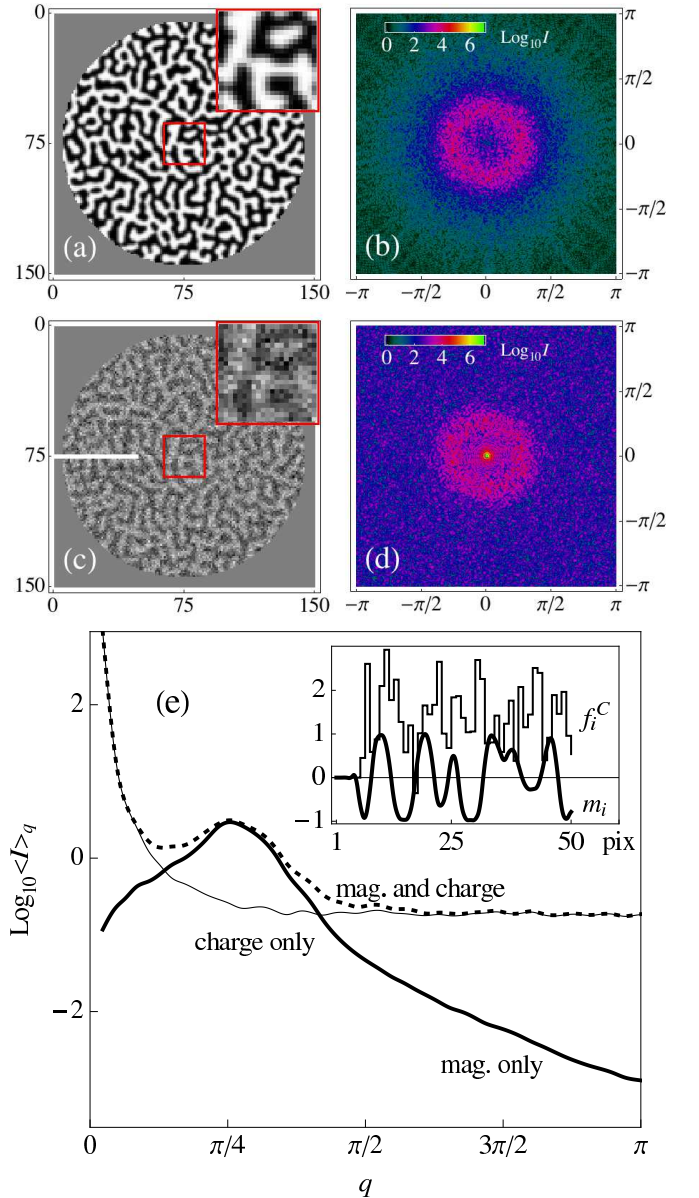 0
75
150
(a)
0
75
150
0
2
4
6
Log₁₀I
π
π/2
0
−π/2
−π
(b)
−π
−π/2
0
π/2
π
0
75
150
(c)
0
75
150
0
2
4
6
Log₁₀I
π
π/2
0
−π/2
−π
(d)
−π
−π/2
0
π/2
π
(e)
2
1
0
−1
fᵢᶜ
mᵢ
1
25
50
pix
2
0
−2
Log₁₀<I>q
mag. and charge
charge only
mag. only
0
π/4
π/2
3π/2
π
q